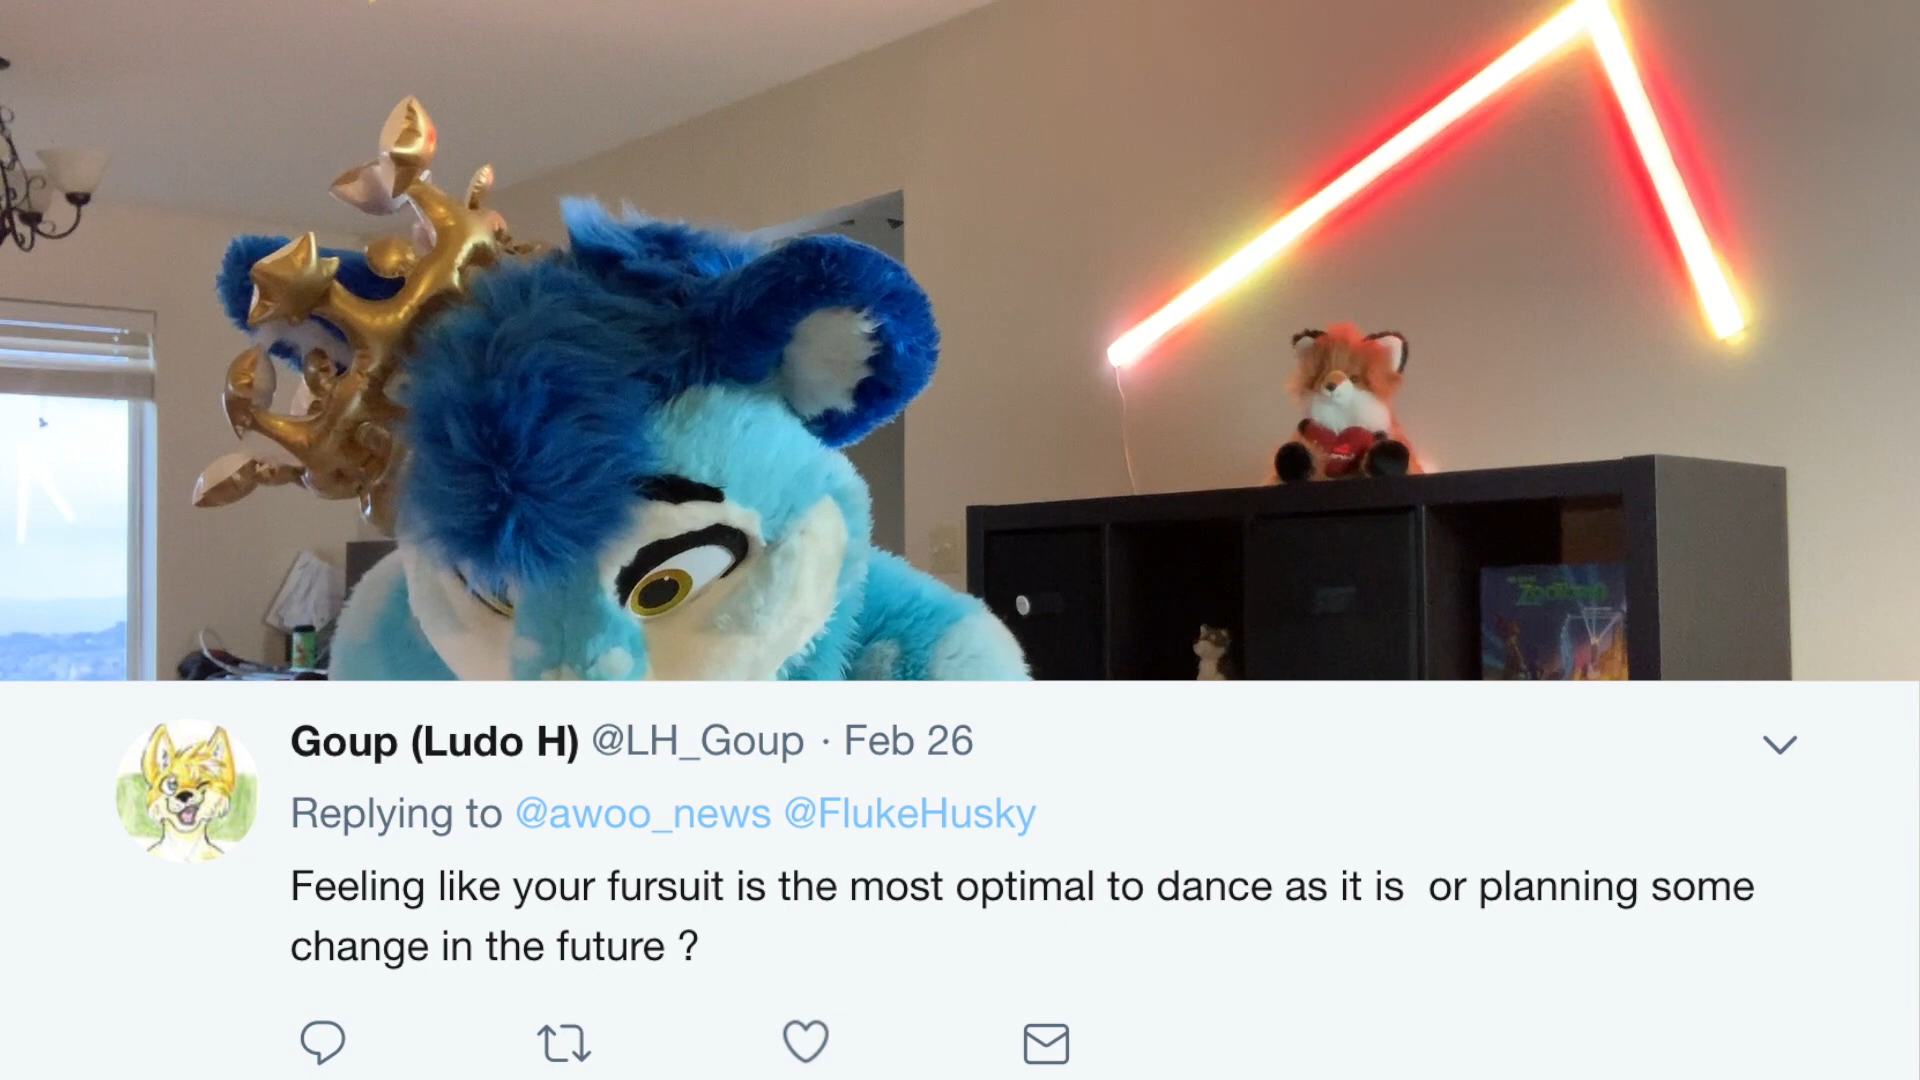 Zootopia
Goup (Ludo H) @LH_Goup · Feb 26
Replying to @awoo_news @FlukeHusky
Feeling like your fursuit is the most optimal to dance as it is or planning some
change in the future ?